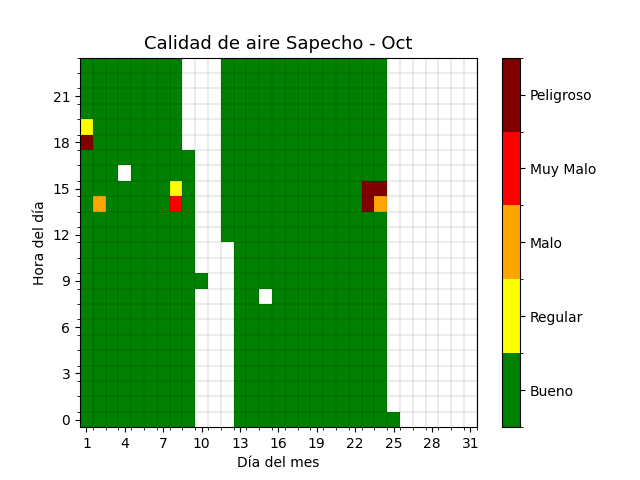 Calidad de aire Sapecho - Oct
Hora del día
21
18
15
12
9
6
3
0
1 4 7 10 13 16 19 22 25 28 31
Día del mes
Peligroso
Muy Malo
Malo
Regular
Bueno